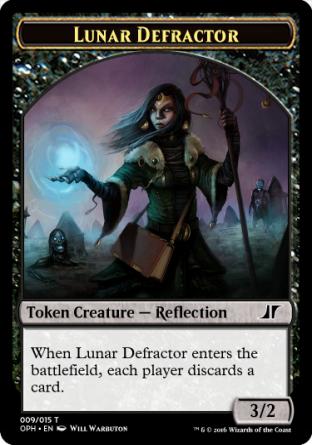 LUNAR DEFRACTOR
Token Creature — Reflection
When Lunar Defractor enters the
battlefield, each player discards a
card.
3/2
009/015 T
OPH • EN WILL WARBUTON
™ & © 2016 Wizards of the Coast